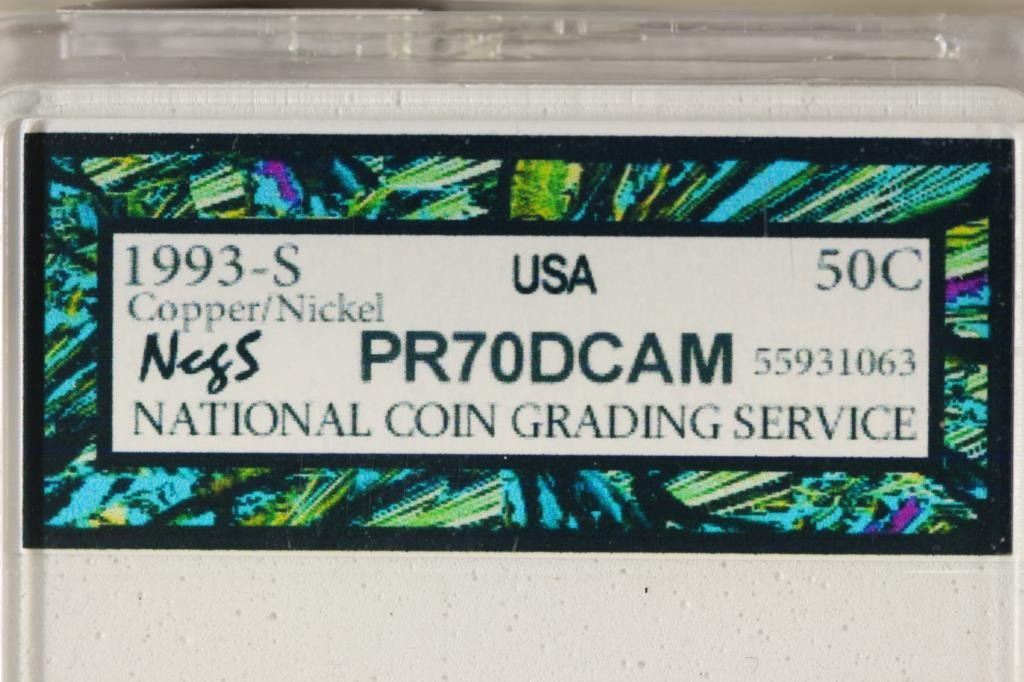 1993-S USA 50C
Copper/Nickel
NcgS PR70DCAM 55931063
NATIONAL COIN GRADING SERVICE